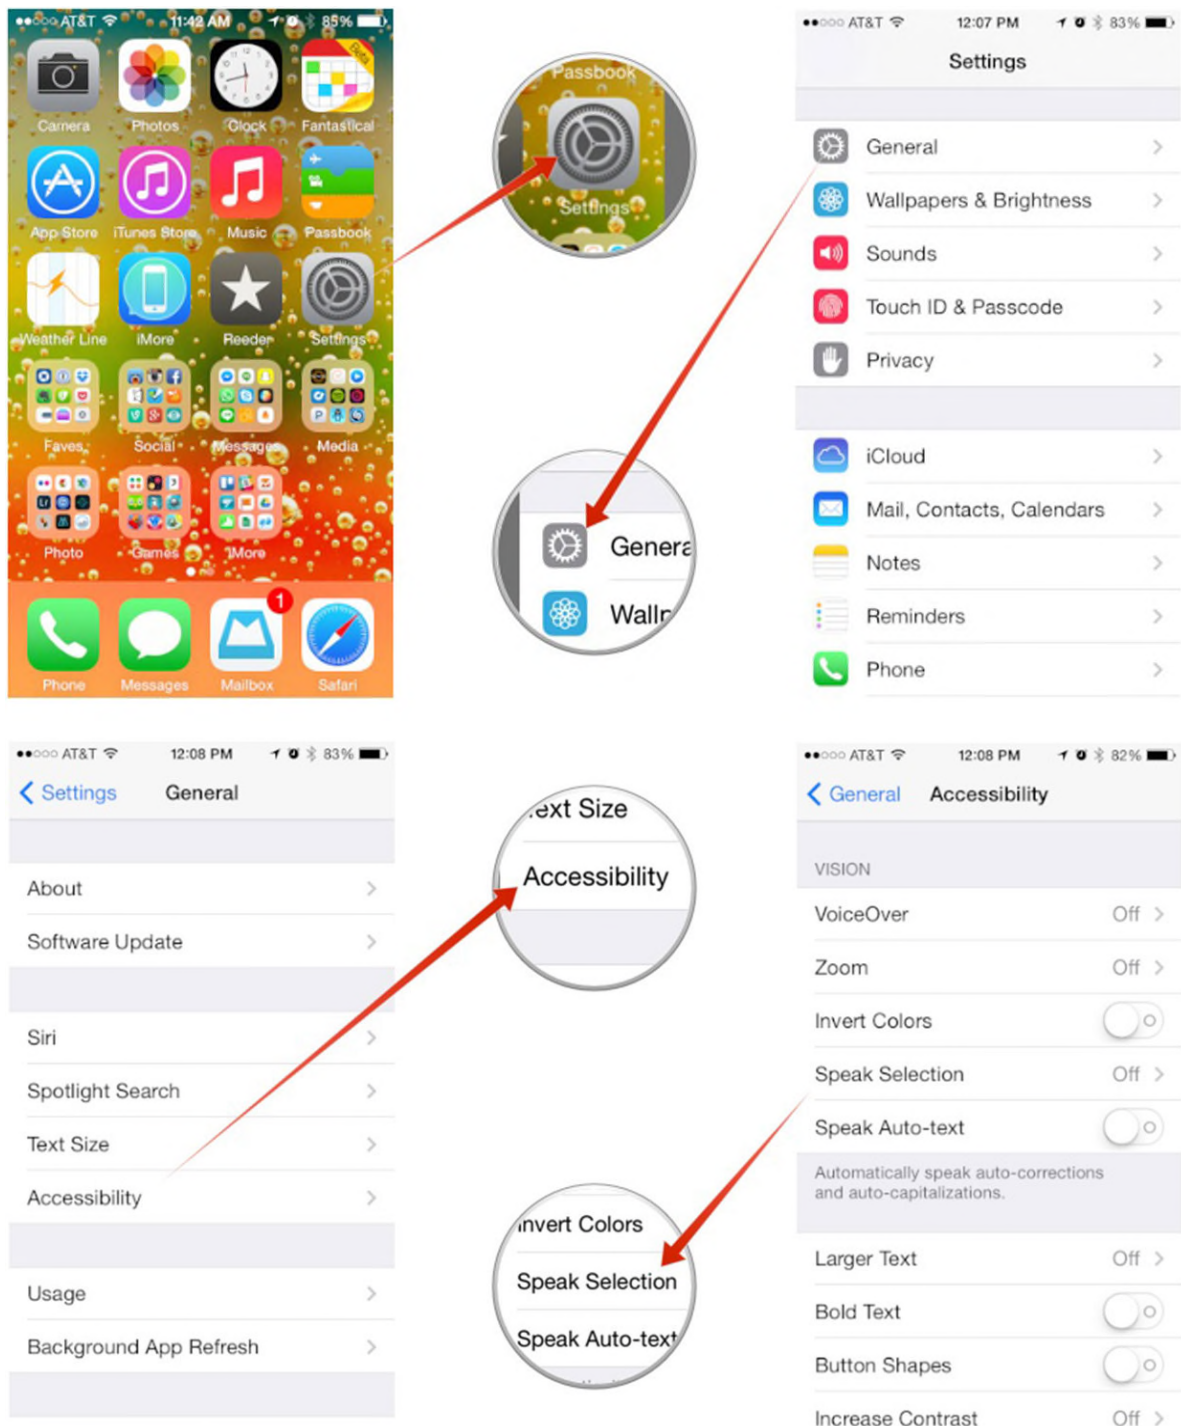 AT&T 11:42 AM 85%
Camera Photos Clock Fantastical
Beta
App Store iTunes Store Music Passbook
Weather Line iMore Reeder Settings
Faves Social Messages Media
Photo Games iMore
1
Phone Messages Mailbox Safari
Passbook
Settings
AT&T 12:07 PM 83%
Settings
General
Wallpapers & Brightness
Sounds
Touch ID & Passcode
Privacy
iCloud
Mail, Contacts, Calendars
Notes
Reminders
Phone
Genera
Wallp
AT&T 12:08 PM 83%
Settings General
About
Software Update
Siri
Spotlight Search
Text Size
Accessibility
Usage
Background App Refresh
ext Size
Accessibility
AT&T 12:08 PM 82%
General Accessibility
VISION
VoiceOver Off
Zoom Off
Invert Colors
Speak Selection Off
Speak Auto-text
Automatically speak auto-corrections
and auto-capitalizations.
Larger Text Off
Bold Text
Button Shapes
Increase Contrast Off
Invert Colors
Speak Selection
Speak Auto-text